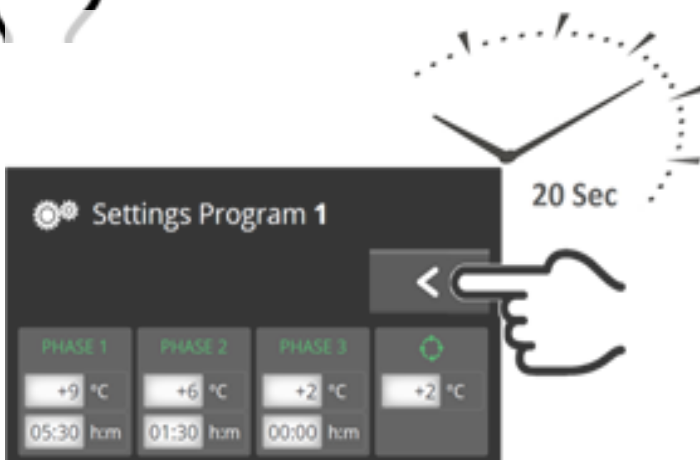 20 Sec
Settings Program 1
<
PHASE 1 PHASE 2 PHASE 3
+9 °C +6 °C +2 °C +2 °C
05:30 h:m 01:30 h:m 00:00 h:m